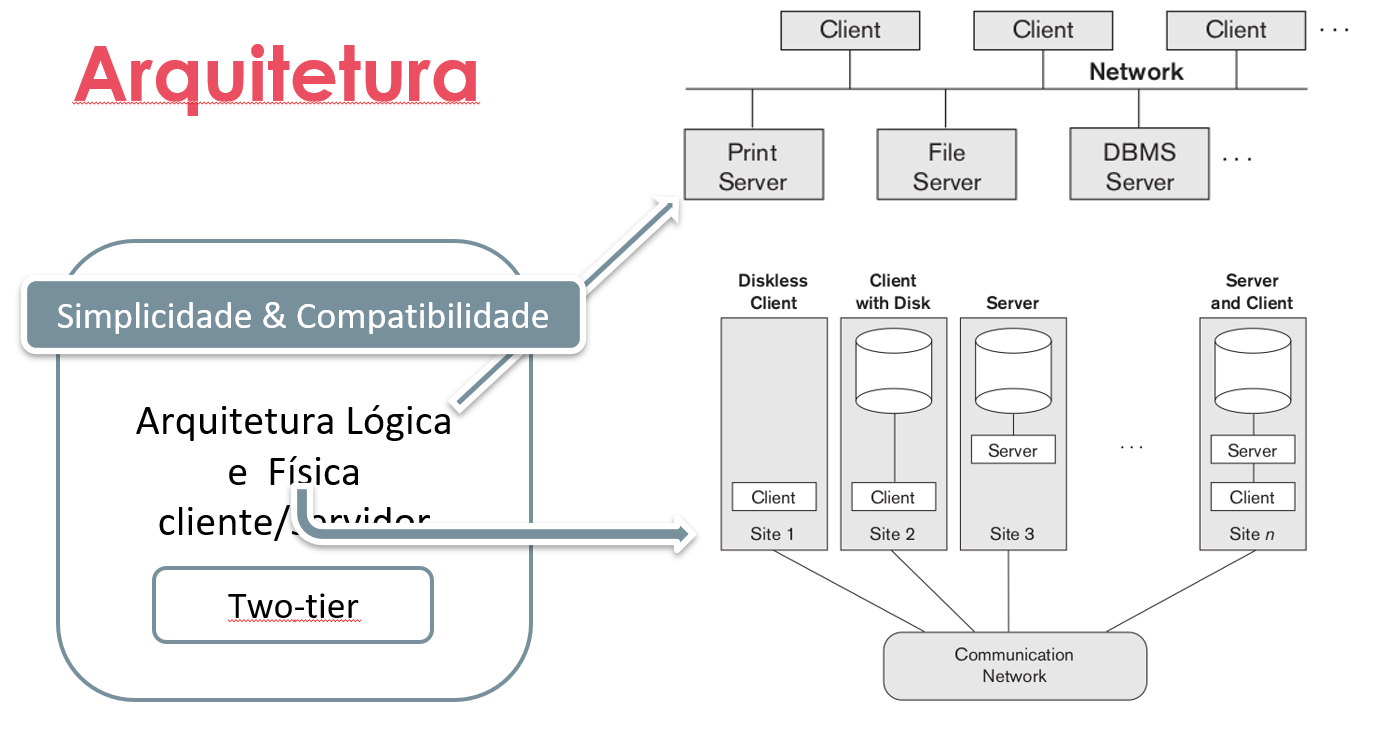 Arquitetura
Simplicidade & Compatibilidade
Arquitetura Lógica
e Física
cliente/servidor
Two-tier
Client
Client
Client
. . .
Network
Print
Server
File
Server
DBMS
Server
. . .
Diskless
Client
Client
with Disk
Server
Server
and Client
Server
. . .
Server
Client
Client
Client
Site 1
Site 2
Site 3
Site n
Communication
Network